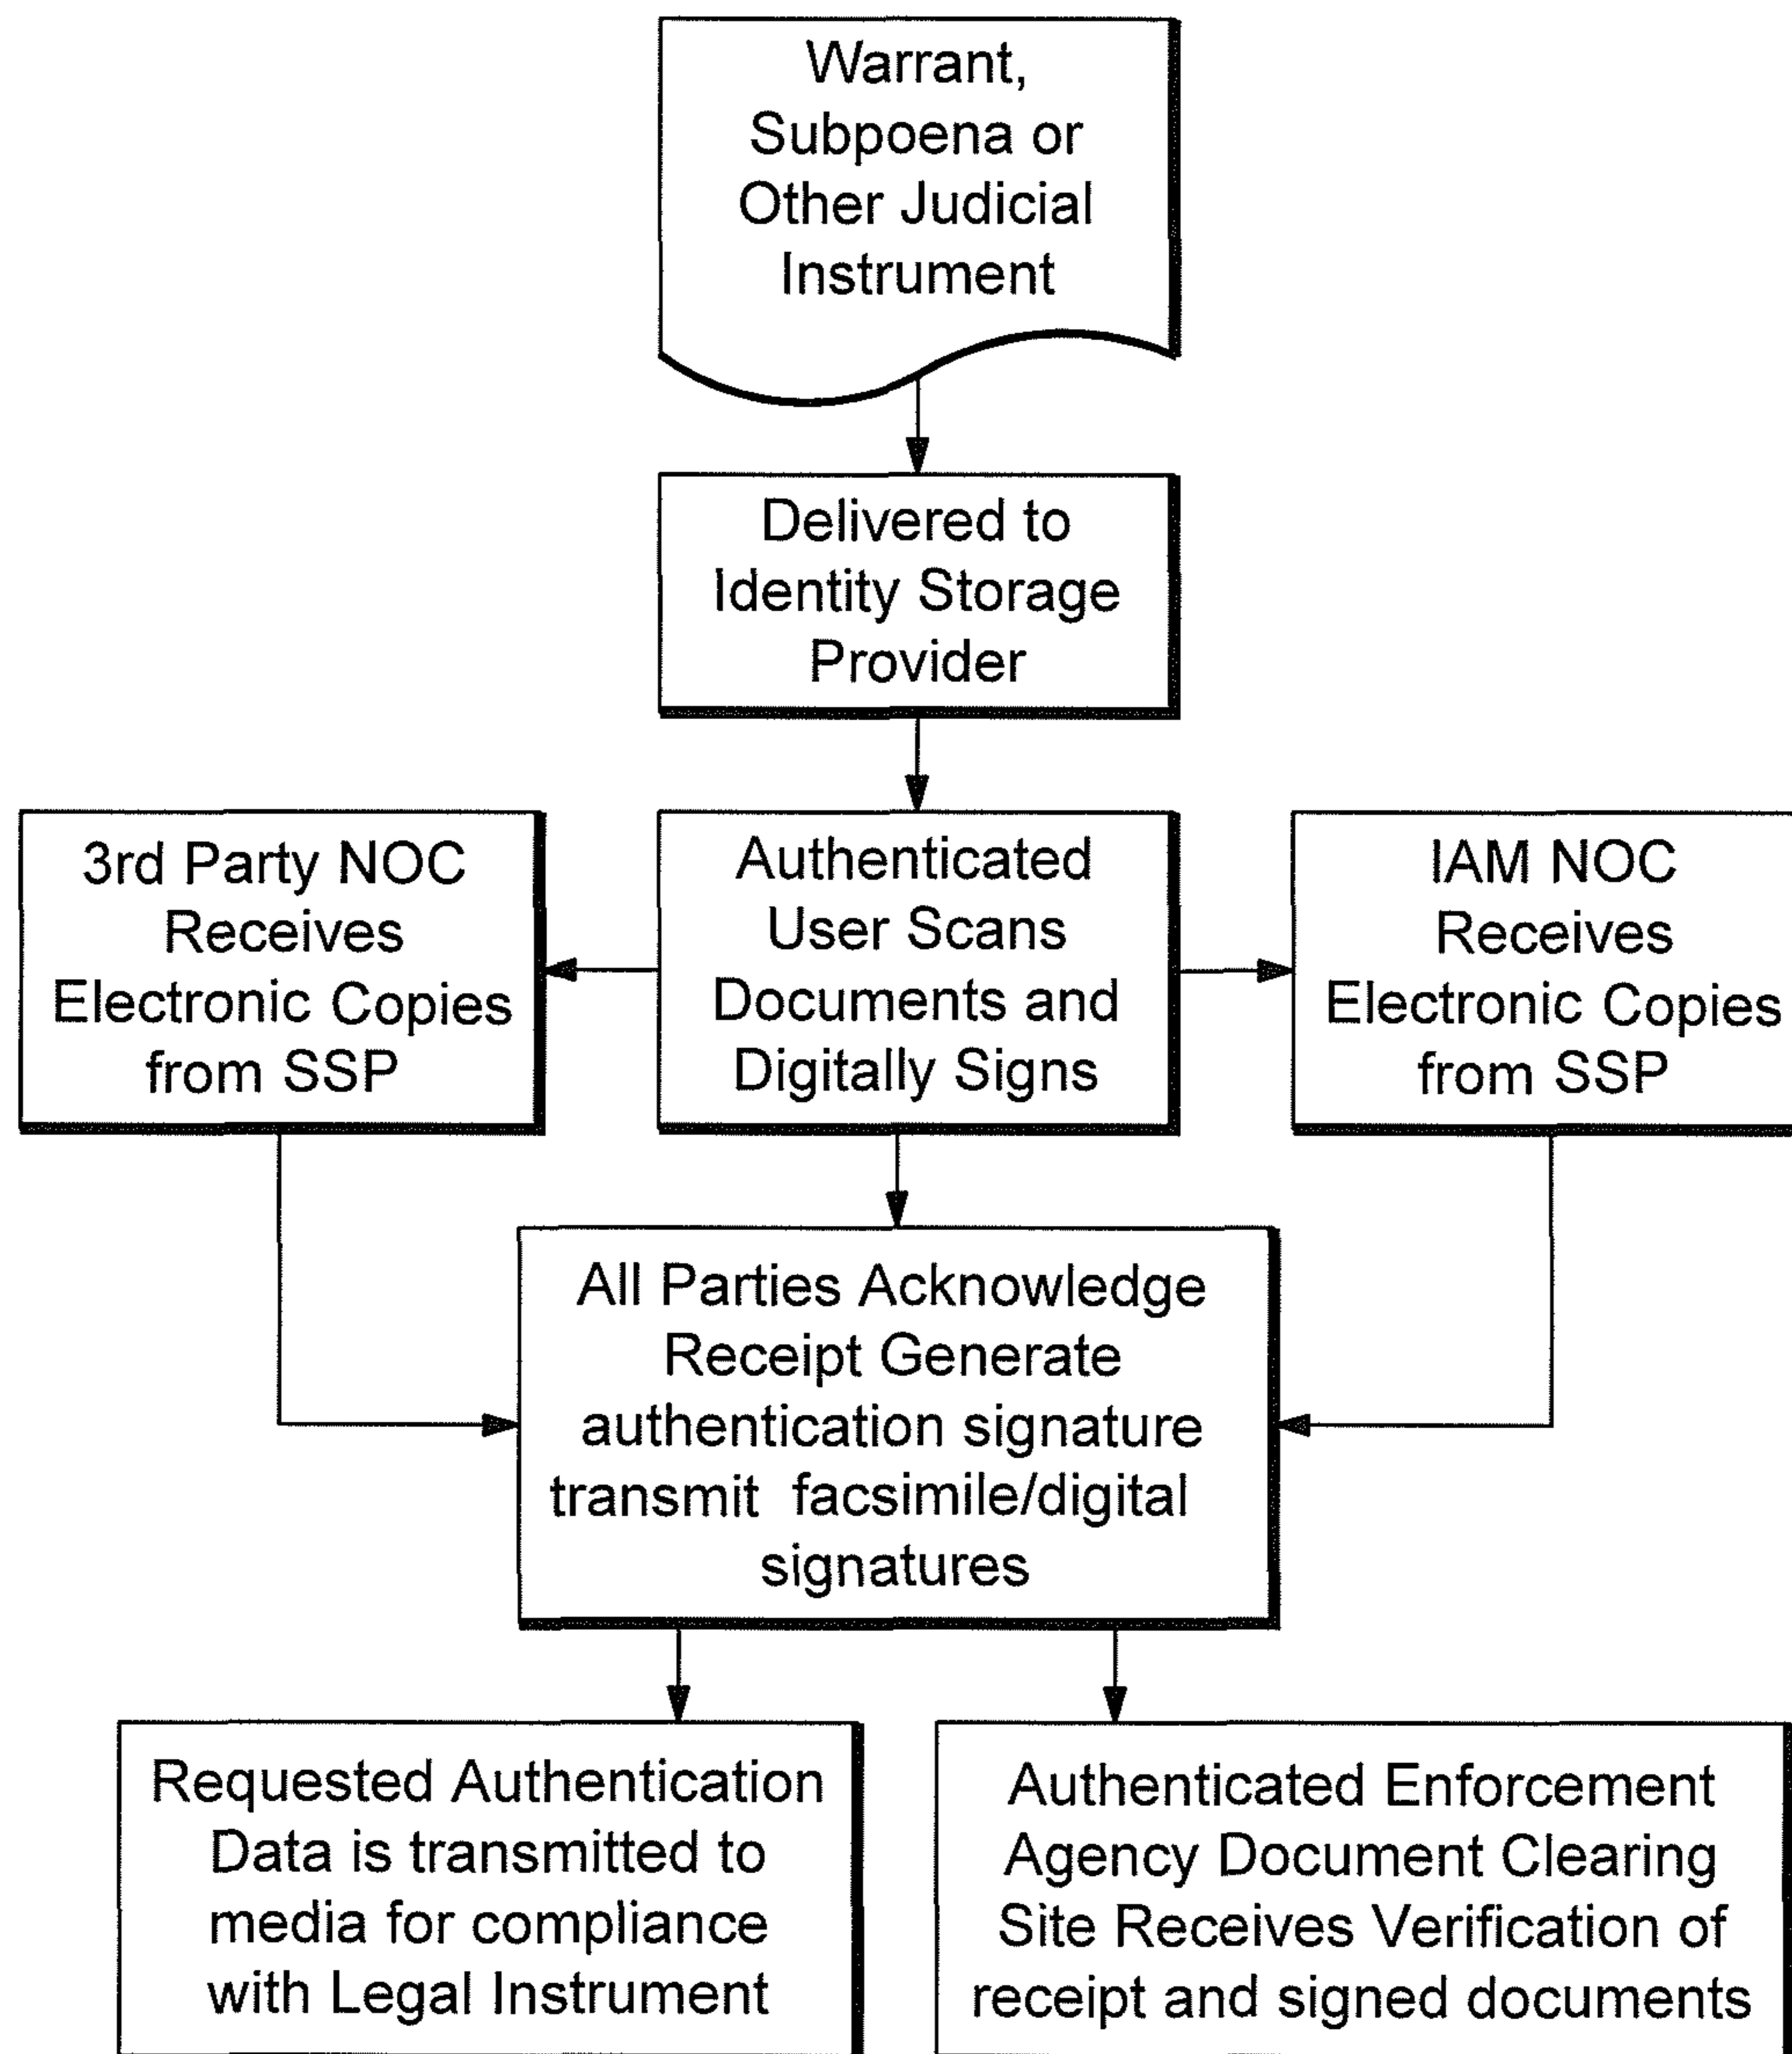 Warrant,
Subpoena or
Other Judicial
Instrument
Delivered to
Identity Storage
Provider
3rd Party NOC
Receives
Electronic Copies
from SSP
Authenticated
User Scans
Documents and
Digitally Signs
IAM NOC
Receives
Electronic Copies
from SSP
All Parties Acknowledge
Receipt Generate
authentication signature
transmit facsimile/digital
signatures
Requested Authentication
Data is transmitted to
media for compliance
with Legal Instrument
Authenticated Enforcement
Agency Document Clearing
Site Receives Verification of
receipt and signed documents